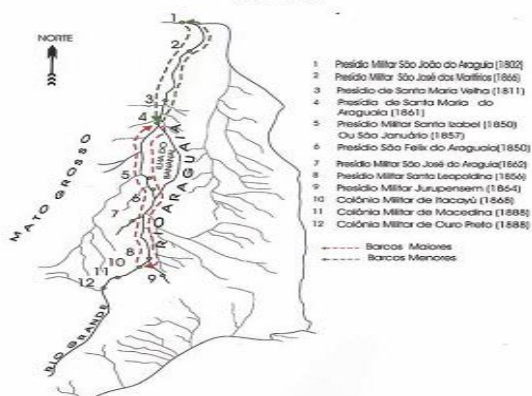 NORTE
MATO GROSSO
ILHA DO BANANAL
RIO ARAGUAIA
RIO GRANDE
1
2
3
4
5
6
7
8
9
10
11
12
1 Presídio Militar São João do Araguia (1802)
2 Presídio Militar São José dos Martírios (1866)
3 Presídio de Santa Maria Velha (1811)
4 Presídio de Santa Maria do
Araguaia (1861)
5 Presídio Militar Santa Izabel (1850)
Ou São Januário (1857)
6 Presídio São Felix do Araguaia(1850)
7 Presídio Militar São José do Araguia(1862)
8 Presídio Militar Santa Leopoldina (1856)
9 Presídio Militar Jurupensem (1864)
10 Colônia Militar de Itacayú (1868)
11 Colônia Militar de Macedina (1888)
12 Colônia Militar de Ouro Preto (1888)
Barcos Maiores
Barcos Menores